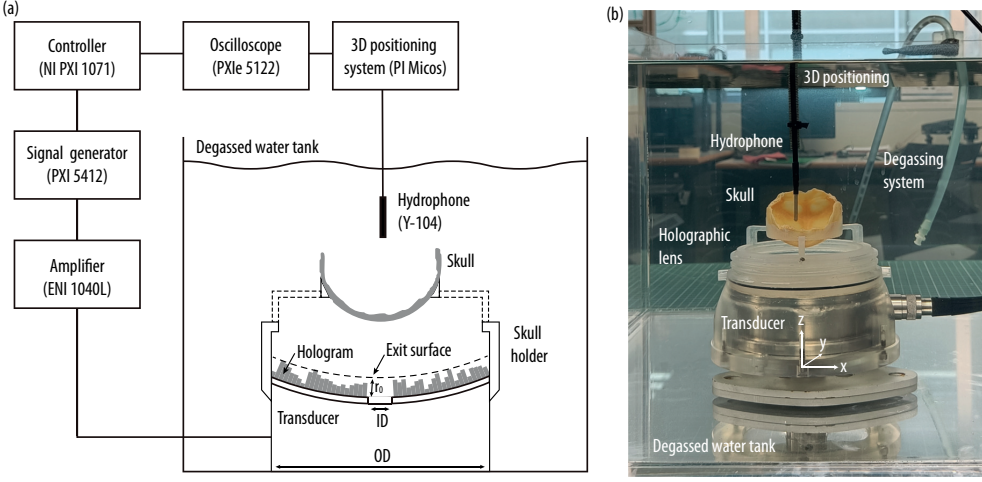 (a)
Controller
(NI PXI 1071)
Oscilloscope
(PXIe 5122)
3D positioning
system (PI Micos)
Signal generator
(PXI 5412)
Amplifier
(ENI 1040L)
Degassed water tank
Hydrophone
(Y-104)
Skull
Skull
holder
Hologram
Exit surface
r0
Transducer
ID
OD
(b)
3D positioning
Hydrophone
Degassing
system
Skull
Holographic
lens
Transducer
z
y
x
Degassed water tank